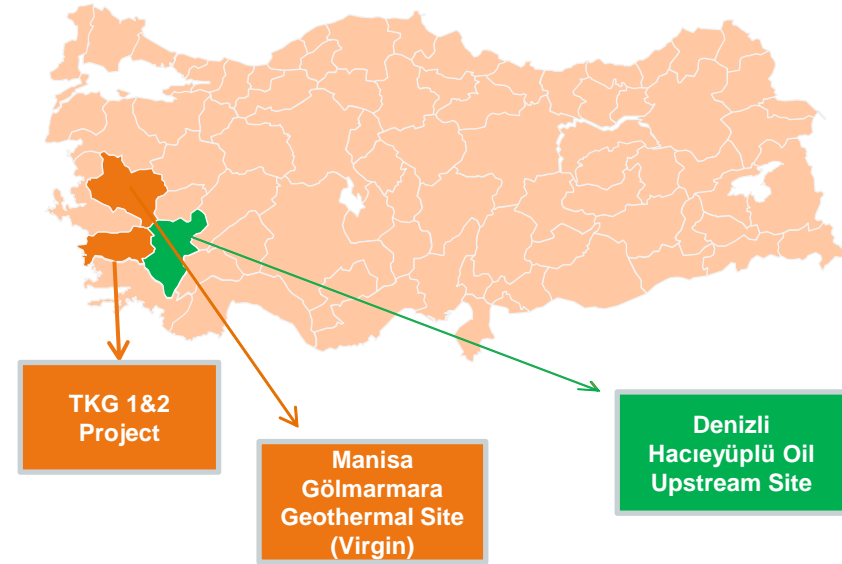 TKG 1&2
Project
Manisa
Gölmarmara
Geothermal Site
(Virgin)
Denizli
Hacıeyüplü Oil
Upstream Site